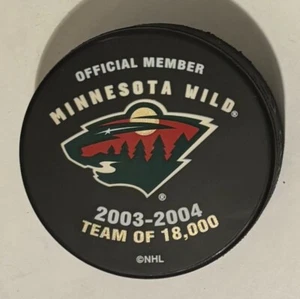 OFFICIAL MEMBER
MINNESOTA WILD®
®
2003-2004
TEAM OF 18,000
©NHL